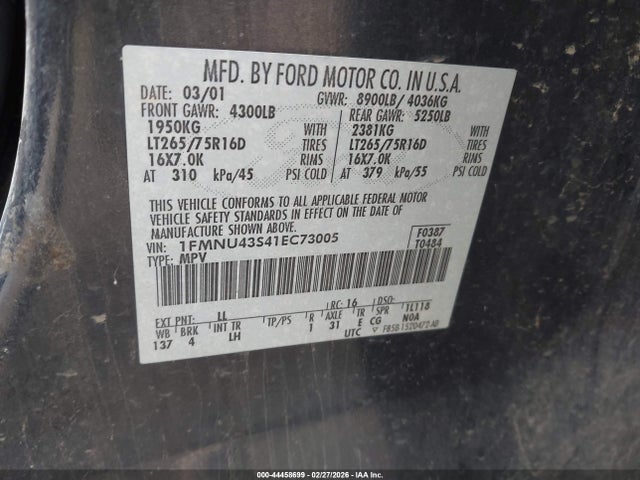 MFD. BY FORD MOTOR CO. IN U.S.A.
DATE: 03/01 GVWR: 8900LB/ 4036KG
FRONT GAWR: 4300LB REAR GAWR: 5250LB
1950KG WITH 2381KG WITH
LT265/75R16D TIRES LT265/75R16D TIRES
16X7.0K RIMS 16X7.0K RIMS
AT 310 kPa/45 PSI COLD AT 379 kPa/55 PSI COLD
THIS VEHICLE CONFORMS TO ALL APPLICABLE FEDERAL MOTOR
VEHICLE SAFETY STANDARDS IN EFFECT ON THE DATE OF
MANUFACTURE SHOWN ABOVE.
VIN: 1FMNU43S41EC73005 F0387
TYPE: MPV T0484
EXT PNT: LL RC: 16 DSO:
WB BRK INT TR TP/PS R AXLE TR SPR 1L118
137 4 LH 1 31 E CG N0A
UTC
000-44458699 - 02/27/2026 - IAA Inc.